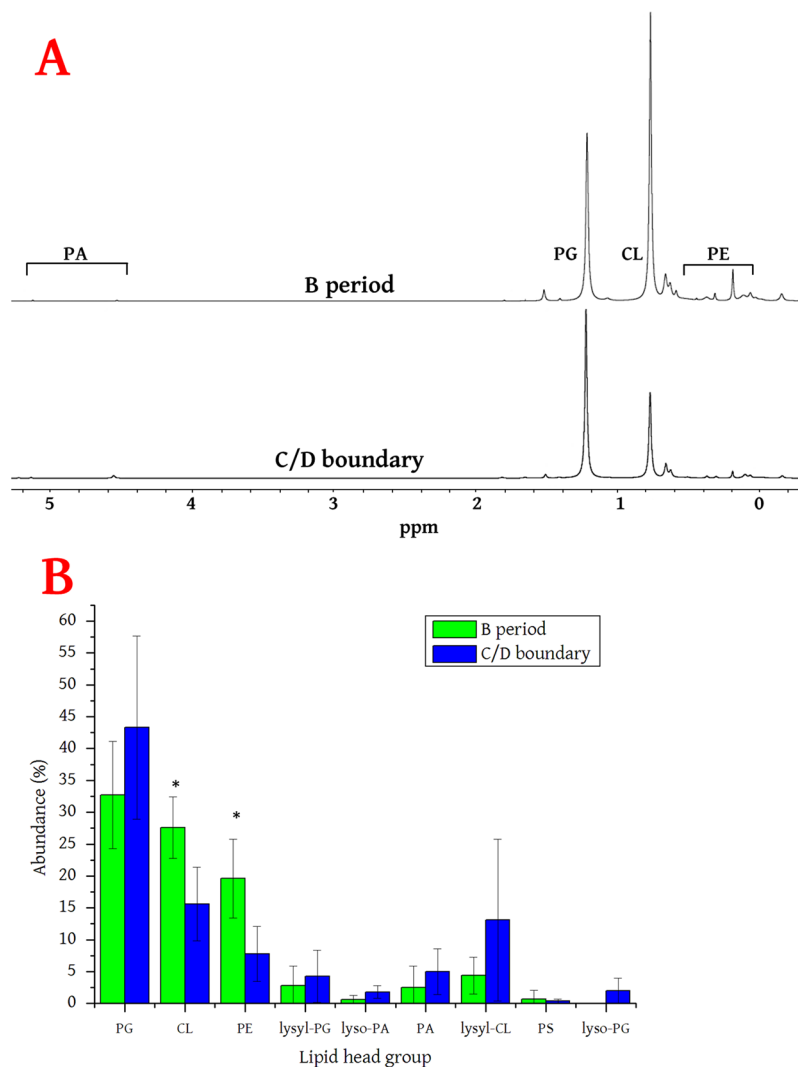 A
PA
PG
CL
PE
B period
C/D boundary
5 4 3 2 1 0
ppm
B
60
55
50
45
40
35
30
25
20
15
10
5
0
Abundance (%)
B period
C/D boundary
*
*
PG CL PE lysyl-PG lyso-PA PA lysyl-CL PS lyso-PG
Lipid head group